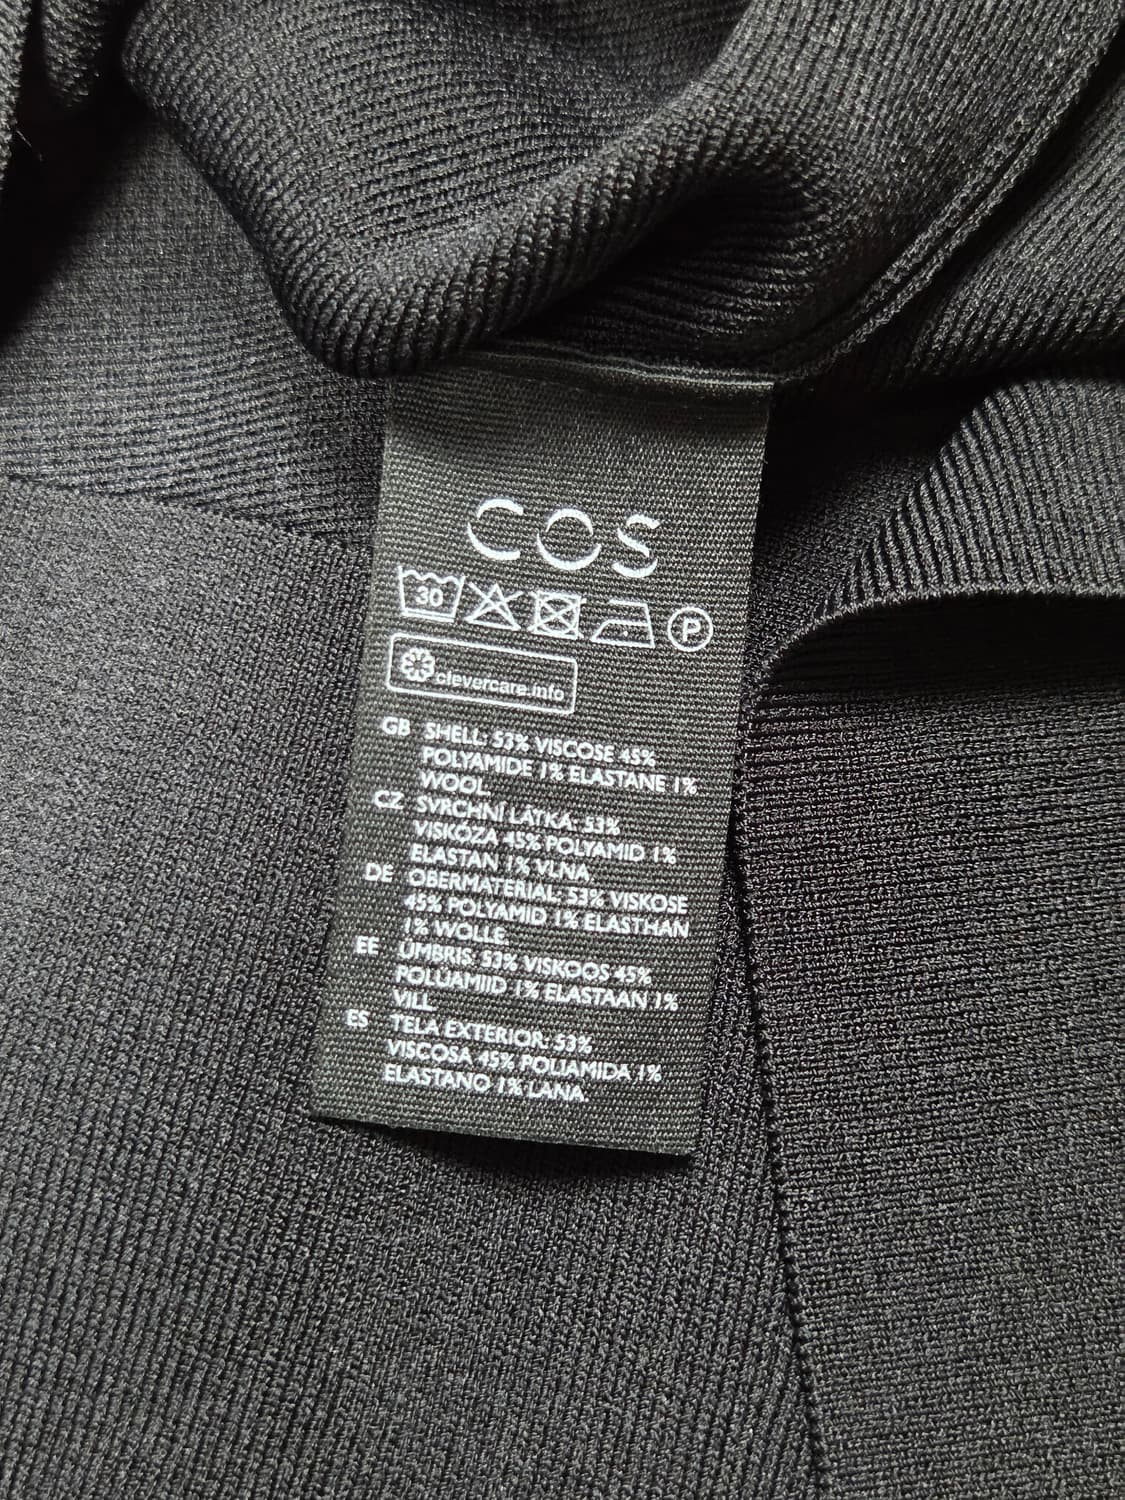 COS
30 P
clevercare.info
GB SHELL: 53% VISCOSE 45%
POLYAMIDE 1% ELASTANE 1%
WOOL.
CZ SVRCHNÍ LÁTKA: 53%
VISKÓZA 45% POLYAMID 1%
ELASTAN 1% VLNA.
DE OBERMATERIAL: 53% VISKOSE
45% POLYAMID 1% ELASTHAN
1% WOLLE.
EE ÜMBRIS: 53% VISKOOS 45%
POLÜAMIID 1% ELASTAAN 1%
VILL.
ES TELA EXTERIOR: 53%
VISCOSA 45% POLIAMIDA 1%
ELASTANO 1% LANA.